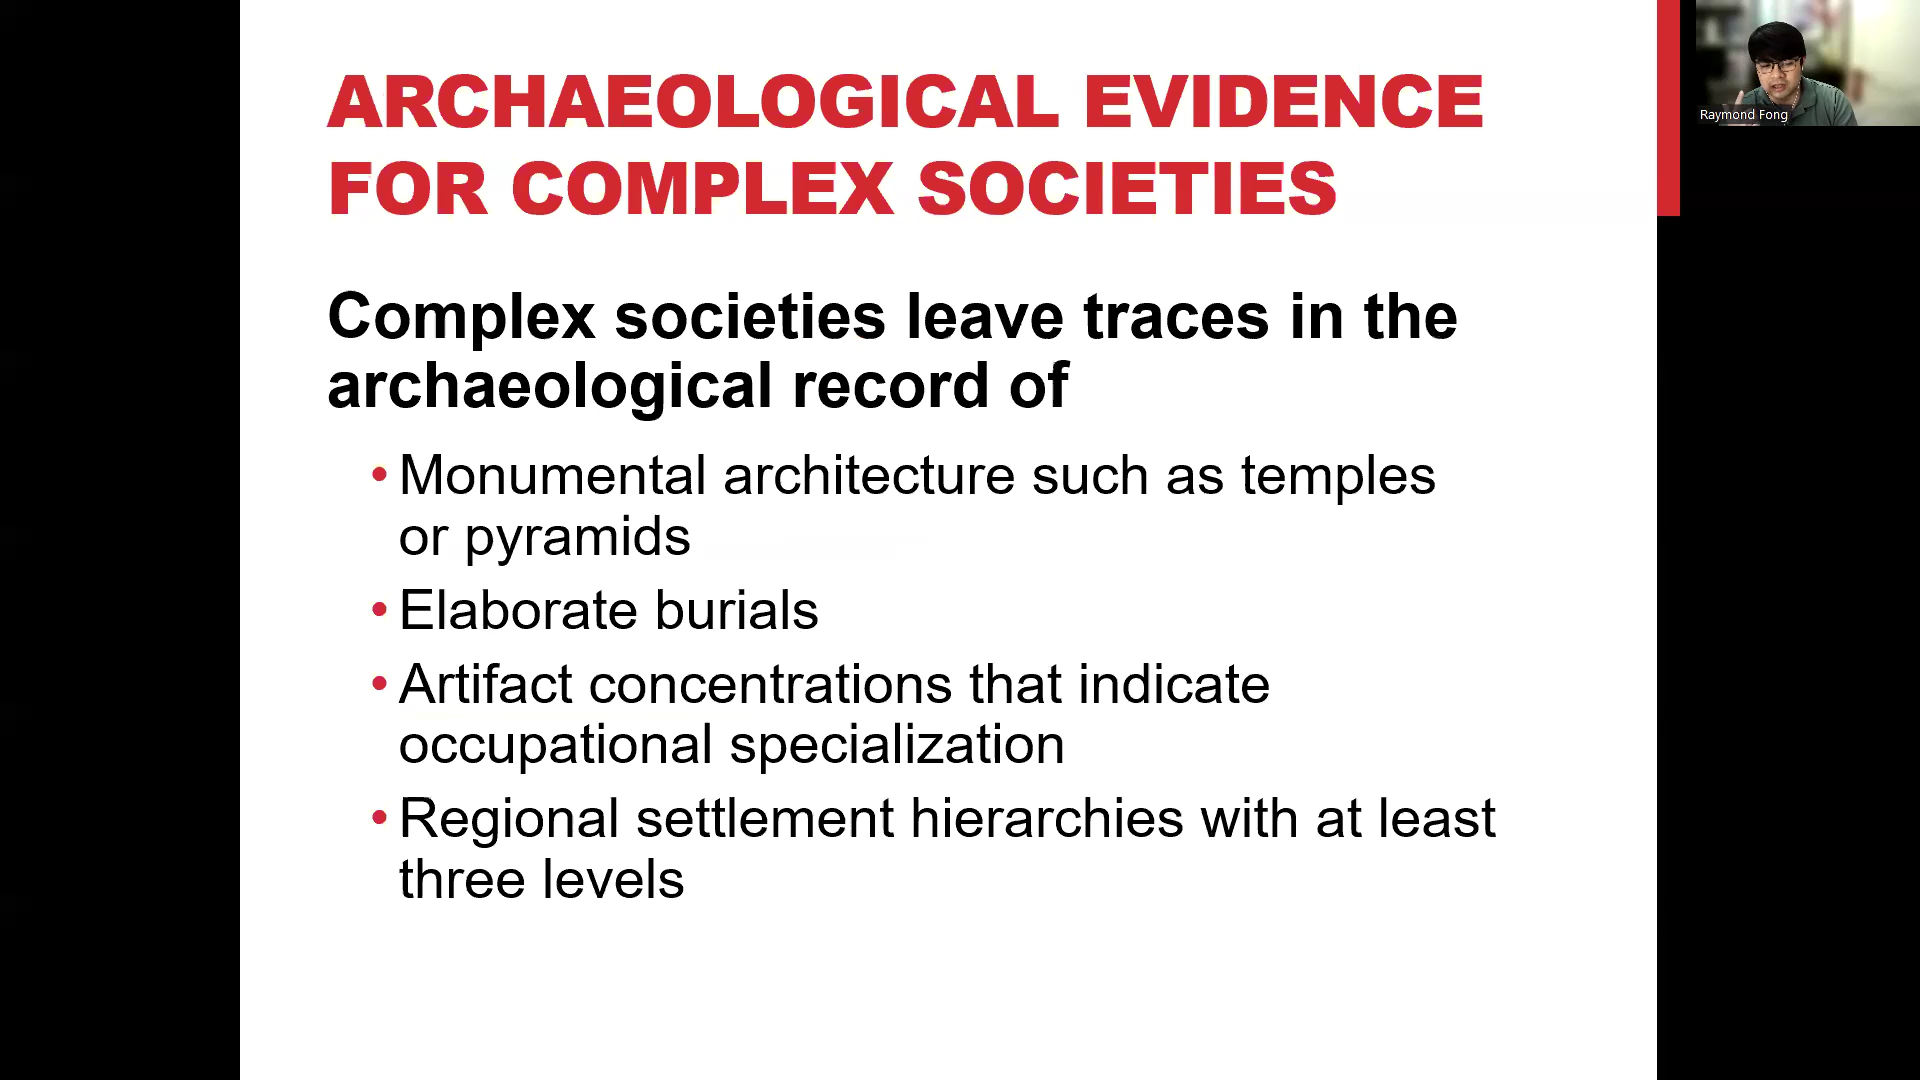 ARCHAEOLOGICAL EVIDENCE
FOR COMPLEX SOCIETIES
Complex societies leave traces in the
archaeological record of
• Monumental architecture such as temples
or pyramids
• Elaborate burials
• Artifact concentrations that indicate
occupational specialization
• Regional settlement hierarchies with at least
three levels
Raymond Fong